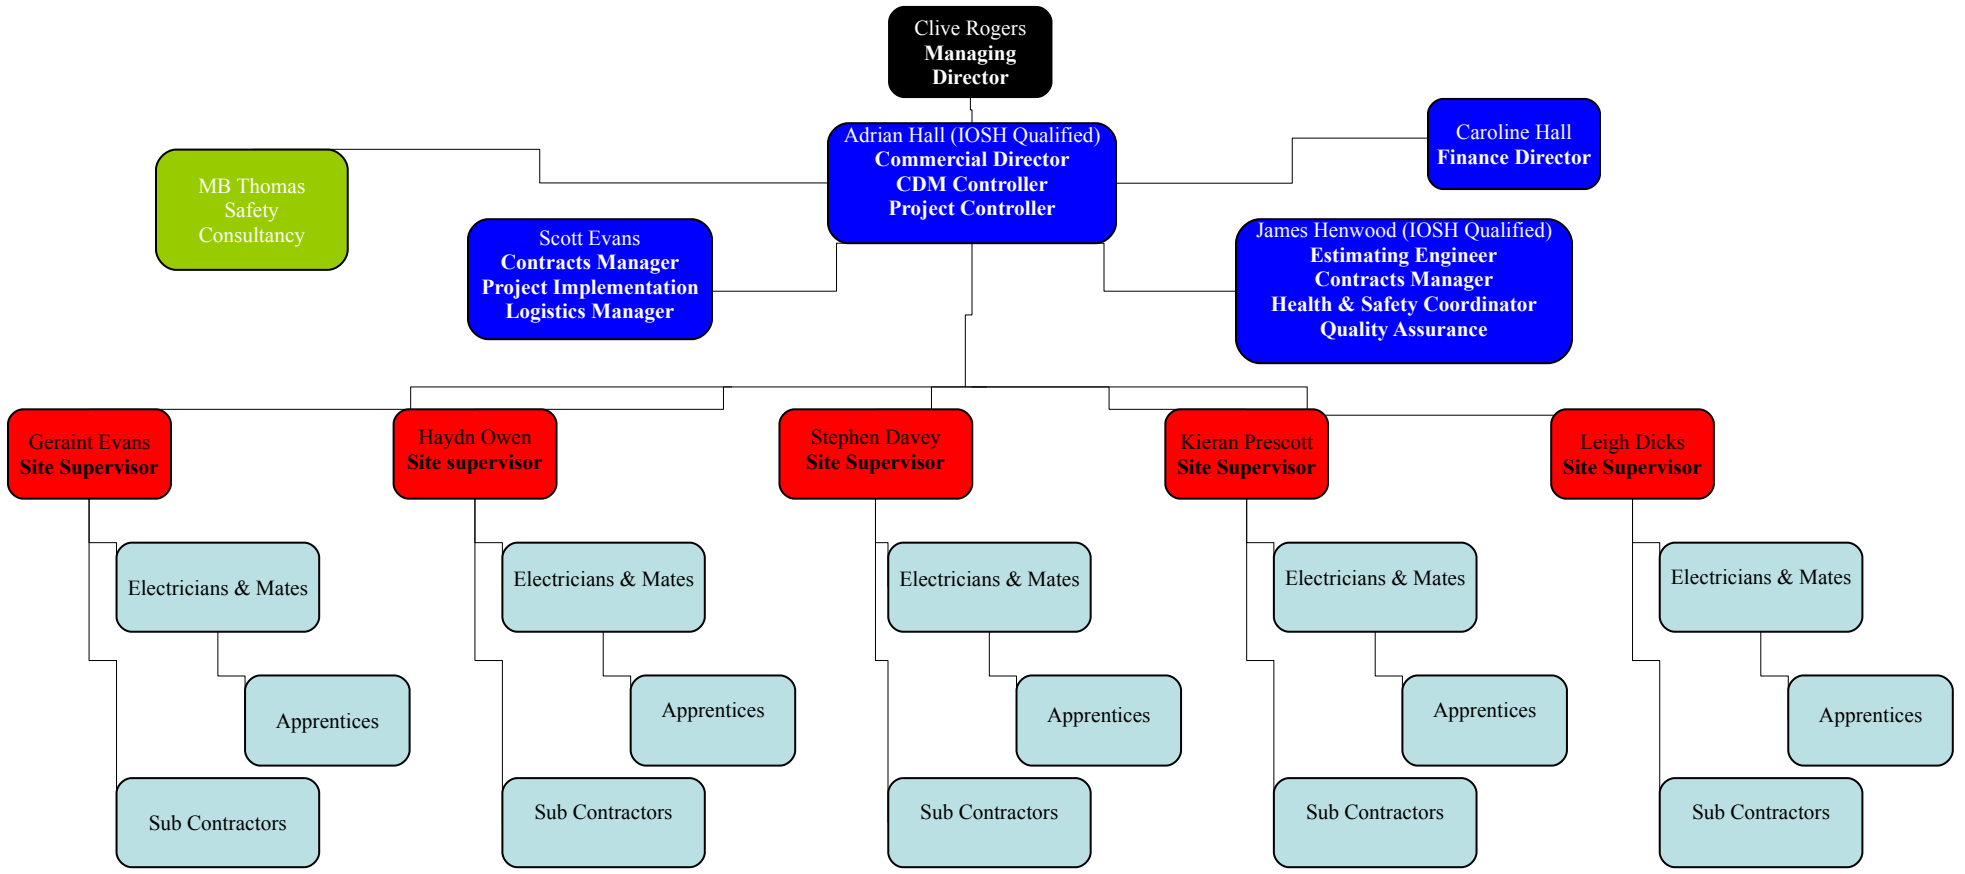 Clive Rogers
Managing
Director
Adrian Hall (IOSH Qualified)
Commercial Director
CDM Controller
Project Controller
Caroline Hall
Finance Director
MB Thomas
Safety
Consultancy
Scott Evans
Contracts Manager
Project Implementation
Logistics Manager
James Henwood (IOSH Qualified)
Estimating Engineer
Contracts Manager
Health & Safety Coordinator
Quality Assurance
Geraint Evans
Site Supervisor
Haydn Owen
Site supervisor
Stephen Davey
Site Supervisor
Kieran Prescott
Site Supervisor
Leigh Dicks
Site Supervisor
Electricians & Mates
Electricians & Mates
Electricians & Mates
Electricians & Mates
Electricians & Mates
Apprentices
Apprentices
Apprentices
Apprentices
Apprentices
Sub Contractors
Sub Contractors
Sub Contractors
Sub Contractors
Sub Contractors